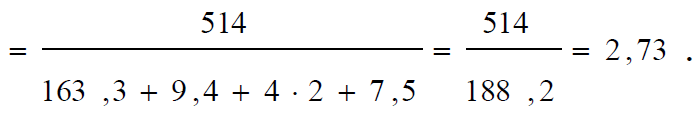 = 514 / (163 ,3 + 9 ,4 + 4 · 2 + 7 ,5) = 514 / 188 ,2 = 2 ,73 .